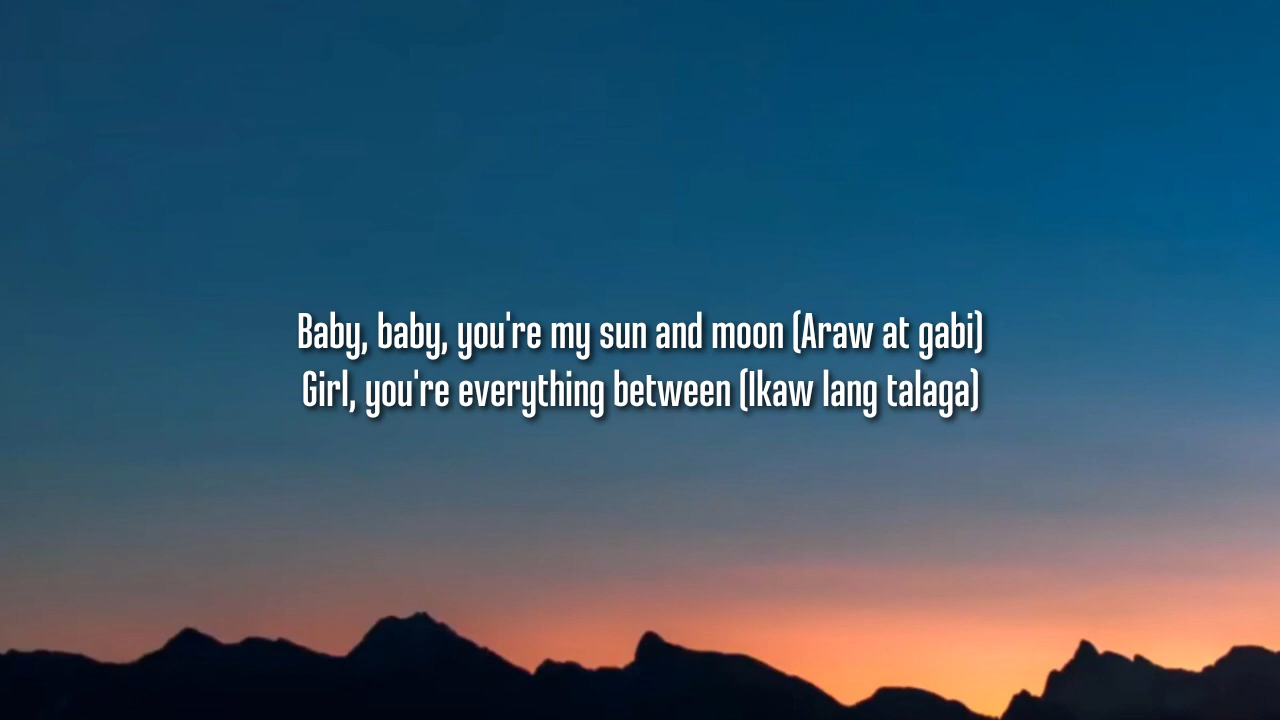 Baby, baby, you're my sun and moon (Araw at gabi)
Girl, you're everything between (Ikaw lang talaga)